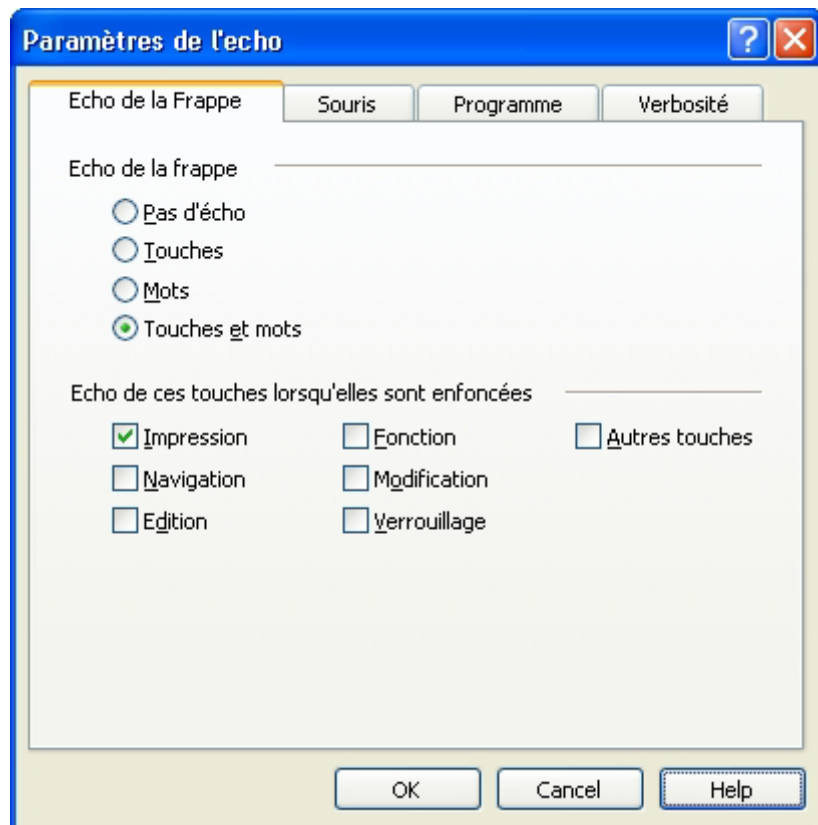 Paramètres de l'echo
Echo de la Frappe Souris Programme Verbosité
Echo de la frappe
Pas d'écho
Touches
Mots
Touches et mots
Echo de ces touches lorsqu'elles sont enfoncées
Impression Fonction Autres touches
Navigation Modification
Edition Verrouillage
OK Cancel Help